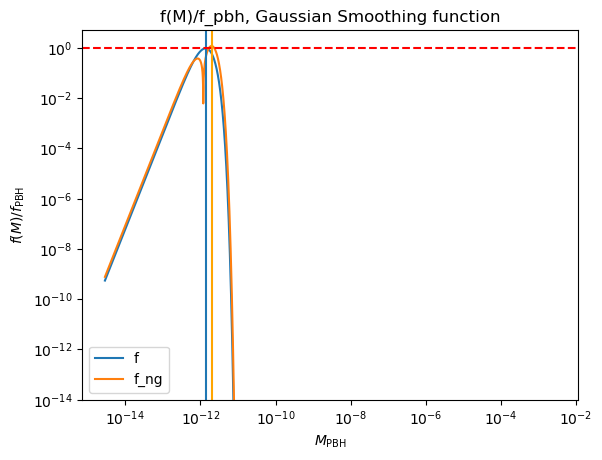 f(M)/f_pbh, Gaussian Smoothing function
f(M)/f_PBH
10^0
10^−2
10^−4
10^−6
10^−8
10^−10
10^−12
10^−14
f
f_ng
10^−14 10^−12 10^−10 10^−8 10^−6 10^−4 10^−2
M_PBH